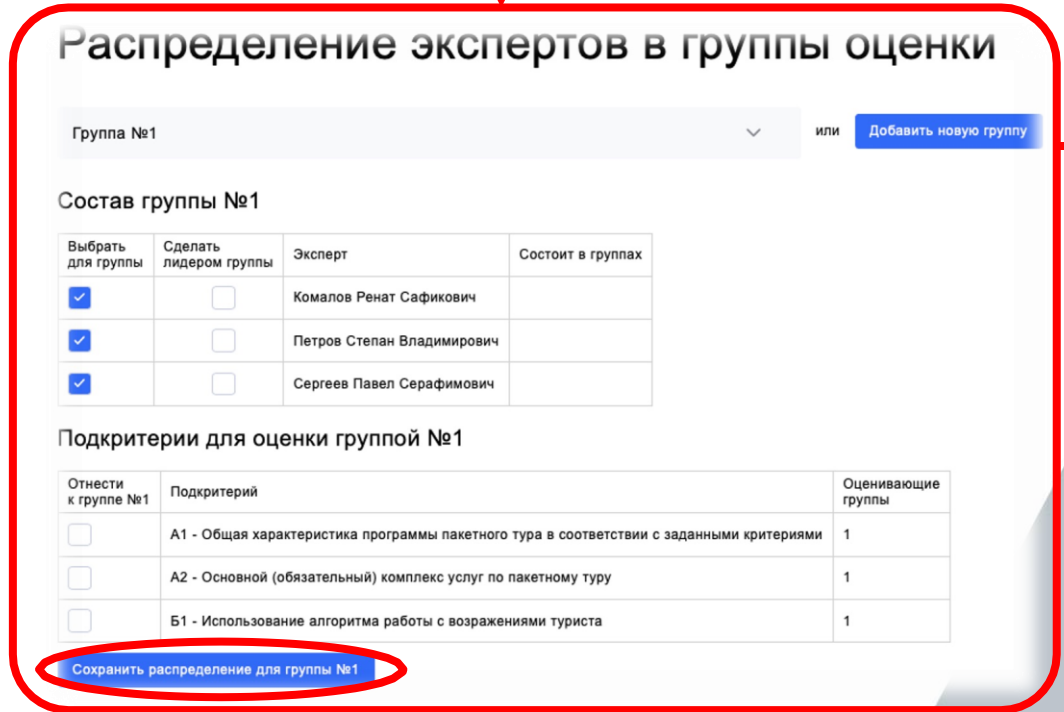 Распределение экспертов в группы оценки
Группа №1
или
Добавить новую группу
Состав группы №1
Выбрать для группы
Сделать лидером группы
Эксперт
Состоит в группах
Комалов Ренат Сафикович
Петров Степан Владимирович
Сергеев Павел Серафимович
Подкритерии для оценки группой №1
Отнести к группе №1
Подкритерий
Оценивающие группы
А1 - Общая характеристика программы пакетного тура в соответствии с заданными критериями
1
А2 - Основной (обязательный) комплекс услуг по пакетному туру
1
Б1 - Использование алгоритма работы с возражениями туриста
1
Сохранить распределение для группы №1